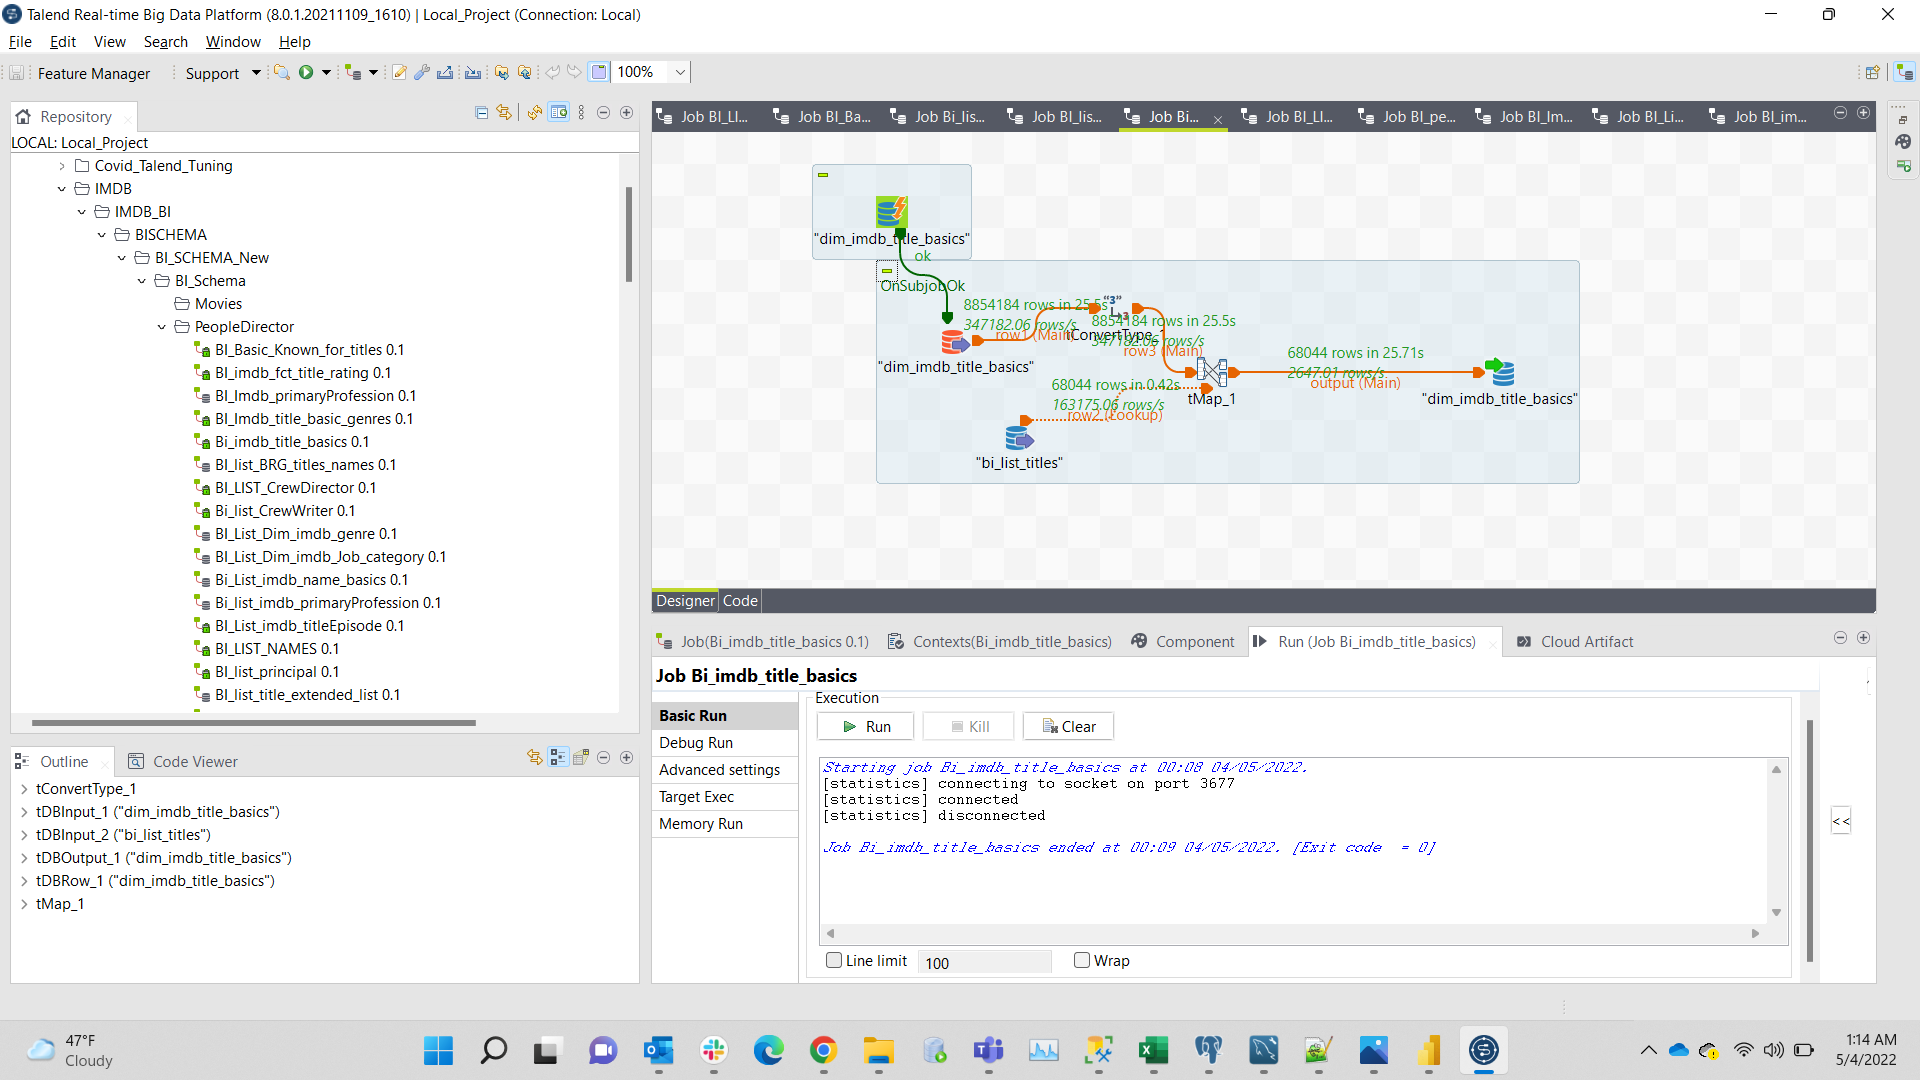 Talend Real-time Big Data Platform (8.0.1.20211109_1610) | Local_Project (Connection: Local)
File Edit View Search Window Help
Feature Manager Support 100%
Repository
LOCAL: Local_Project
Covid_Talend_Tuning
IMDB
IMDB_BI
BISCHEMA
BI_SCHEMA_New
BI_Schema
Movies
PeopleDirector
BI_Basic_Known_for_titles 0.1
BI_imdb_fct_title_rating 0.1
BI_Imdb_primaryProfession 0.1
BI_Imdb_title_basic_genres 0.1
Bi_imdb_title_basics 0.1
BI_list_BRG_titles_names 0.1
BI_LIST_CrewDirector 0.1
Bi_list_CrewWriter 0.1
BI_List_Dim_imdb_genre 0.1
BI_List_Dim_imdb_Job_category 0.1
Bi_List_imdb_name_basics 0.1
Bi_list_imdb_primaryProfession 0.1
BI_List_imdb_titleEpisode 0.1
BI_LIST_NAMES 0.1
BI_list_principal 0.1
BI_list_title_extended_list 0.1
Outline Code Viewer
tConvertType_1
tDBInput_1 ("dim_imdb_title_basics")
tDBInput_2 ("bi_list_titles")
tDBOutput_1 ("dim_imdb_title_basics")
tDBRow_1 ("dim_imdb_title_basics")
tMap_1
Job BI_LI... Job BI_Ba... Job Bi_lis... Job BI_lis... Job Bi... Job BI_LI... Job BI_pe... Job BI_Im... Job BI_Li... Job BI_im...
"dim_imdb_title_basics"
ok
OnSubjobOk
8854184 rows in 25.5s
347182.06 rows/s
row1 (Main)
"3"
8854184 rows in 25.5s
tConvertType_1
347182.06 rows/s
row3 (Main)
"dim_imdb_title_basics"
68044 rows in 25.71s
2647.01 rows/s
output (Main)
68044 rows in 0.42s
163175.06 rows/s
row2 (Lookup)
tMap_1
"dim_imdb_title_basics"
"bi_list_titles"
Designer Code
Job(Bi_imdb_title_basics 0.1) Contexts(Bi_imdb_title_basics) Component Run (Job Bi_imdb_title_basics) Cloud Artifact
Job Bi_imdb_title_basics
Basic Run
Debug Run
Advanced settings
Target Exec
Memory Run
Execution
Run Kill Clear
Starting job Bi_imdb_title_basics at 00:08 04/05/2022.
[statistics] connecting to socket on port 3677
[statistics] connected
[statistics] disconnected
Job Bi_imdb_title_basics ended at 00:09 04/05/2022. [Exit code = 0]
<<
Line limit 100 Wrap
47°F
Cloudy
1:14 AM
5/4/2022